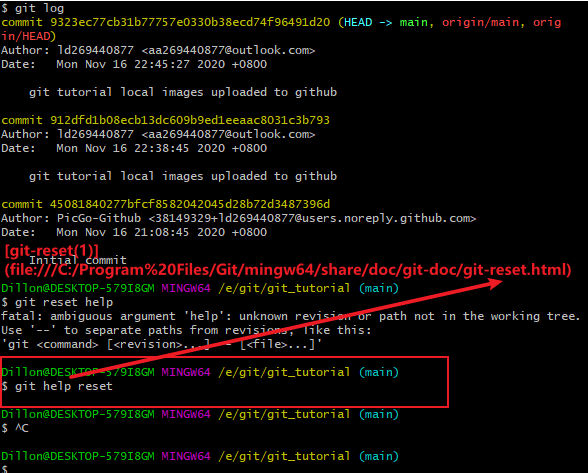 $ git log
commit 9323ec77cb31b77757e0330b38ecd74f96491d20 (HEAD -> main, origin/main, orig
in/HEAD)
Author: ld269440877 <aa269440877@outlook.com>
Date:   Mon Nov 16 22:45:27 2020 +0800
git tutorial local images uploaded to github
commit 912dfd1b08ecb13dc609b9ed1eeaac8031c3b793
Author: ld269440877 <aa269440877@outlook.com>
Date:   Mon Nov 16 22:38:45 2020 +0800
git tutorial local images uploaded to github
commit 45081840277bfcf8582042045d28b72d3487396d
Author: PicGo-Github <38149329+ld269440877@users.noreply.github.com>
Date:   Mon Nov 16 21:08:45 2020 +0800
[git-reset(1)]
Initial commit
(file:///C:/Program%20Files/Git/mingw64/share/doc/git-doc/git-reset.html)
Dillon@DESKTOP-579I8GM MINGW64 /e/git/git_tutorial (main)
$ git reset help
fatal: ambiguous argument 'help': unknown revision or path not in the working tree.
Use '--' to separate paths from revisions, like this:
'git <command> [<revision>...] -- [<file>...]'
Dillon@DESKTOP-579I8GM MINGW64 /e/git/git_tutorial (main)
$ git help reset
Dillon@DESKTOP-579I8GM MINGW64 /e/git/git_tutorial (main)
$ ^C
Dillon@DESKTOP-579I8GM MINGW64 /e/git/git_tutorial (main)
$